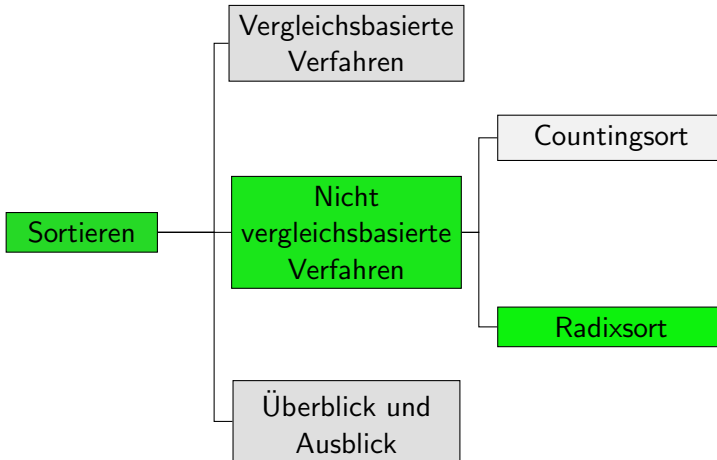 Vergleichsbasierte
Verfahren
Countingsort
Nicht
vergleichsbasierte
Verfahren
Sortieren
Radixsort
Überblick und
Ausblick